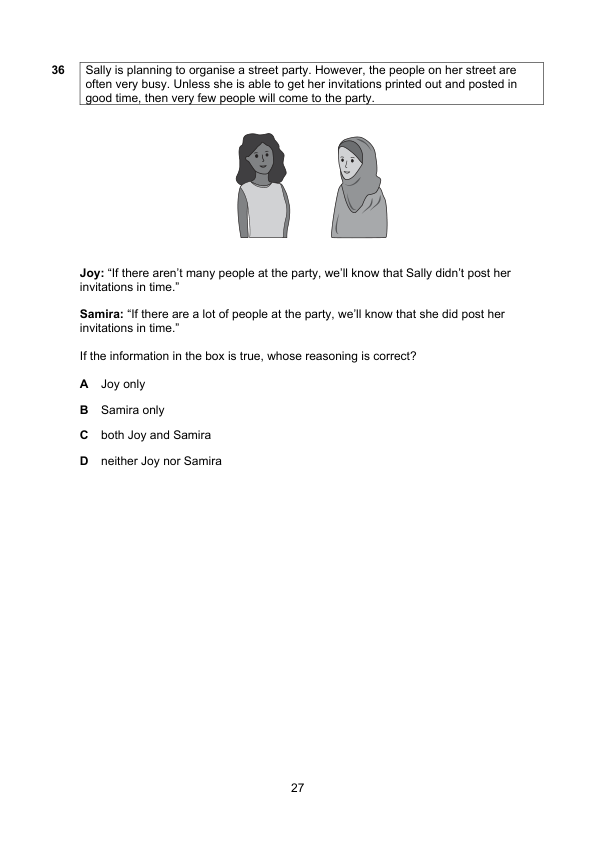 36 Sally is planning to organise a street party. However, the people on her street are
often very busy. Unless she is able to get her invitations printed out and posted in
good time, then very few people will come to the party.
Joy: “If there aren’t many people at the party, we’ll know that Sally didn’t post her
invitations in time.”
Samira: “If there are a lot of people at the party, we’ll know that she did post her
invitations in time.”
If the information in the box is true, whose reasoning is correct?
A Joy only
B Samira only
C both Joy and Samira
D neither Joy nor Samira
27